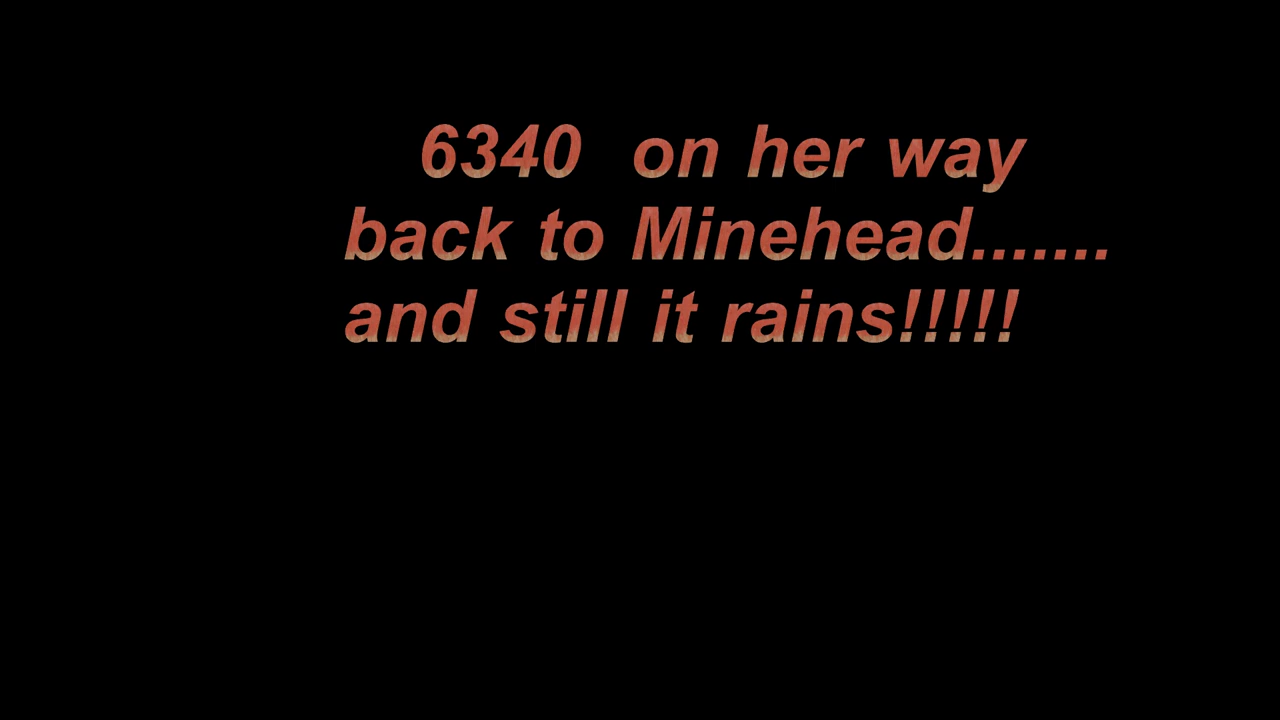 6340 on her way
back to Minehead.......
and still it rains!!!!!